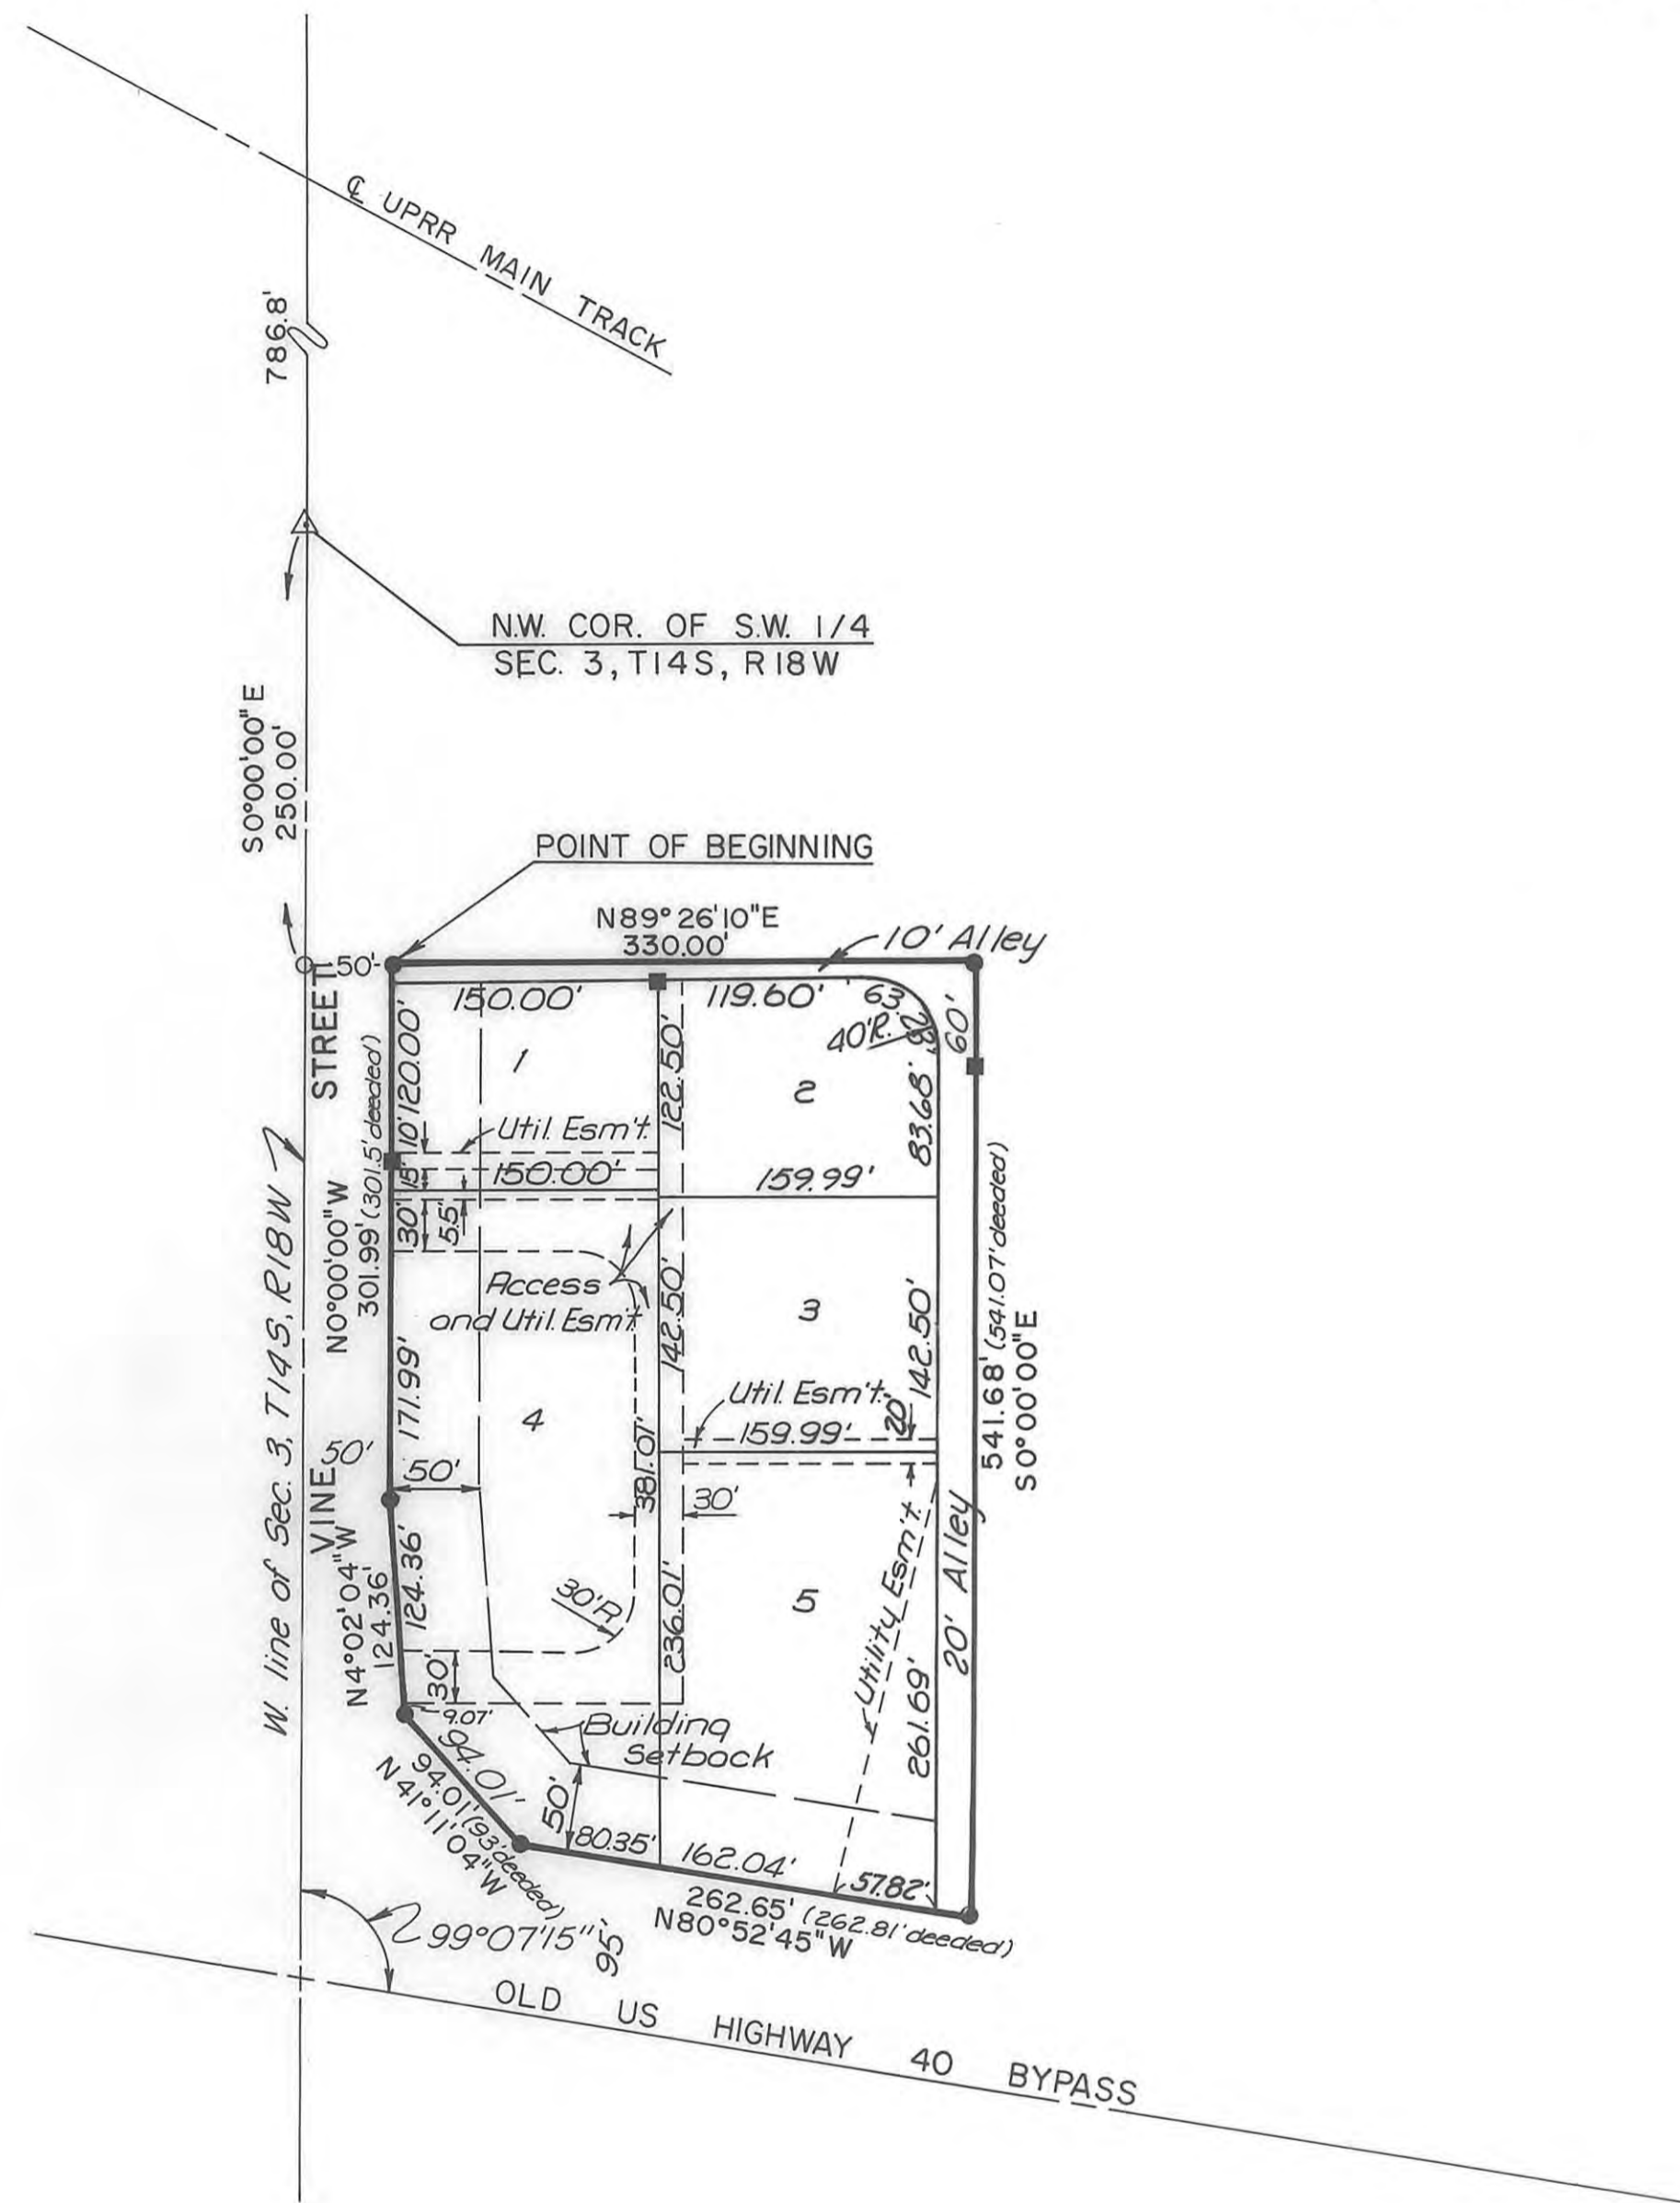 ℄ UPRR MAIN TRACK
786.8'
N.W. COR. OF S.W. 1/4
SEC. 3, T14S, R18W
S0°00'00"E
250.00'
POINT OF BEGINNING
N89°26'10"E
330.00'
10' Alley
50'
STREET
150.00'
119.60'
63.28'
40'R.
60'
120.00'
1
122.50'
2
83.68'
10'
Util. Esm't.
15'
150.00'
159.99'
30'
5.5'
N0°00'00"W
301.99' (301.5' deeded)
W. line of Sec. 3, T14S, R18W
Access
and Util. Esm't
142.50'
3
142.50'
541.68' (541.07' deeded)
S0°00'00"E
171.99'
4
Util. Esm't.
20'
159.99'
50'
VINE
50'
381.01'
30'
N4°02'04"W
124.36'
124.36'
30'R
236.01'
5
Utility Esm't.
20' Alley
261.69'
30'
9.07'
Building
Setback
94.01'
94.01' (93' deeded)
N41°11'04"W
50'
80.35'
162.04'
57.82'
262.65' (262.81' deeded)
N80°52'45"W
99°07'15"
95'
OLD US HIGHWAY 40 BYPASS